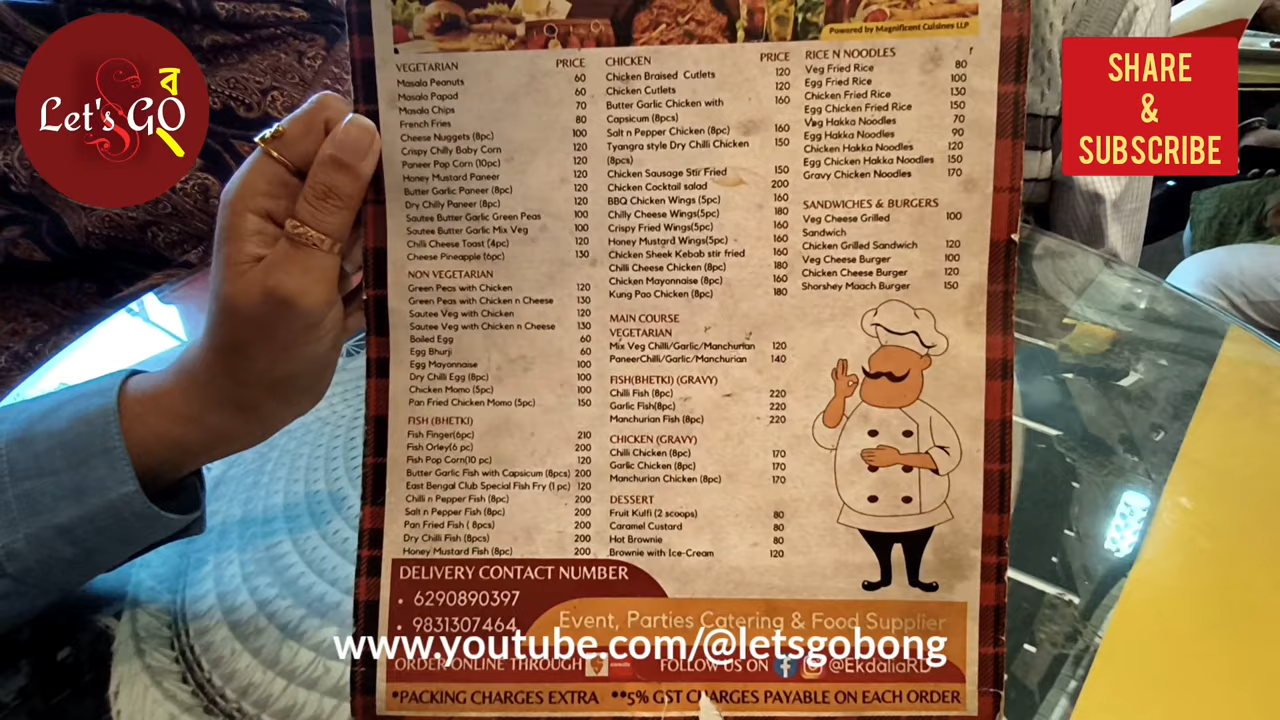 র
Let's GO
SHARE
&
SUBSCRIBE
Powered by Magnificent Cuisines LLP
VEGETARIAN PRICE
Masala Peanuts 60
Masala Papad 60
Masala Chips 70
French Fries 80
Cheese Nuggets (8pc) 100
Crispy Chilly Baby Corn 120
Paneer Pop Corn (10pc) 120
Honey Mustard Paneer 120
Butter Garlic Paneer (8pc) 120
Dry Chilly Paneer (8pc) 120
Sautee Butter Garlic Green Peas 100
Sautee Butter Garlic Mix Veg 100
Chilli Cheese Toast (4pc) 120
Cheese Pineapple (6pc) 130
NON VEGETARIAN
Green Peas with Chicken 120
Green Peas with Chicken n Cheese 130
Sautee Veg with Chicken 120
Sautee Veg with Chicken n Cheese 130
Boiled Egg 60
Egg Bhurji 60
Egg Mayonnaise 100
Dry Chilli Egg (8pc) 100
Chicken Momo (5pc) 100
Pan Fried Chicken Momo (5pc) 150
FISH (BHETKI)
Fish Finger(6pc) 210
Fish Orley(6 pc) 200
Fish Pop Corn(10 pc) 120
Butter Garlic Fish with Capsicum (8pcs) 200
East Bengal Club Special Fish Fry (1 pc) 120
Chilli n Pepper Fish (8pc) 200
Salt n Pepper Fish (8pc) 200
Pan Fried Fish ( 8pcs) 200
Dry Chilli Fish (8pcs) 200
Honey Mustard Fish (8pc) 200
CHICKEN PRICE
Chicken Braised Cutlets 120
Chicken Cutlets 120
Butter Garlic Chicken with 160
Capsicum (8pcs)
Salt n Pepper Chicken (8pc) 160
Tyangra style Dry Chilli Chicken 150
(8pcs)
Chicken Sausage Stir Fried 150
Chicken Cocktail salad 200
BBQ Chicken Wings (5pc) 160
Chilly Cheese Wings(5pc) 180
Crispy Fried Wings(5pc) 160
Honey Mustard Wings(5pc) 160
Chicken Sheek Kebab stir fried 160
Chilli Cheese Chicken (8pc) 180
Chicken Mayonnaise (8pc) 160
Kung Pao Chicken (8pc) 180
MAIN COURSE
VEGETARIAN
Mix Veg Chilli/Garlic/Manchurian 120
PaneerChilli/Garlic/Manchurian 140
FISH(BHETKI) (GRAVY)
Chilli Fish (8pc) 220
Garlic Fish(8pc) 220
Manchurian Fish (8pc) 220
CHICKEN (GRAVY)
Chilli Chicken (8pc) 170
Garlic Chicken (8pc) 170
Manchurian Chicken (8pc) 170
DESSERT
Fruit Kulfi (2 scoops) 80
Caramel Custard 80
Hot Brownie 80
Brownie with Ice-Cream 120
RICE N NOODLES
Veg Fried Rice 80
Egg Fried Rice 100
Chicken Fried Rice 130
Egg Chicken Fried Rice 150
Veg Hakka Noodles 70
Egg Hakka Noodles 90
Chicken Hakka Noodles 120
Egg Chicken Hakka Noodles 150
Gravy Chicken Noodles 170
SANDWICHES & BURGERS
Veg Cheese Grilled 100
Sandwich
Chicken Grilled Sandwich 120
Veg Cheese Burger 100
Chicken Cheese Burger 120
Shorshey Maach Burger 150
DELIVERY CONTACT NUMBER
• 6290890397
• 9831307464
Event, Parties Catering & Food Supplier
www.youtube.com/@letsgobong
ORDER ONLINE THROUGH FOLLOW US ON @EkdaliaRD
*PACKING CHARGES EXTRA **5% GST CHARGES PAYABLE ON EACH ORDER